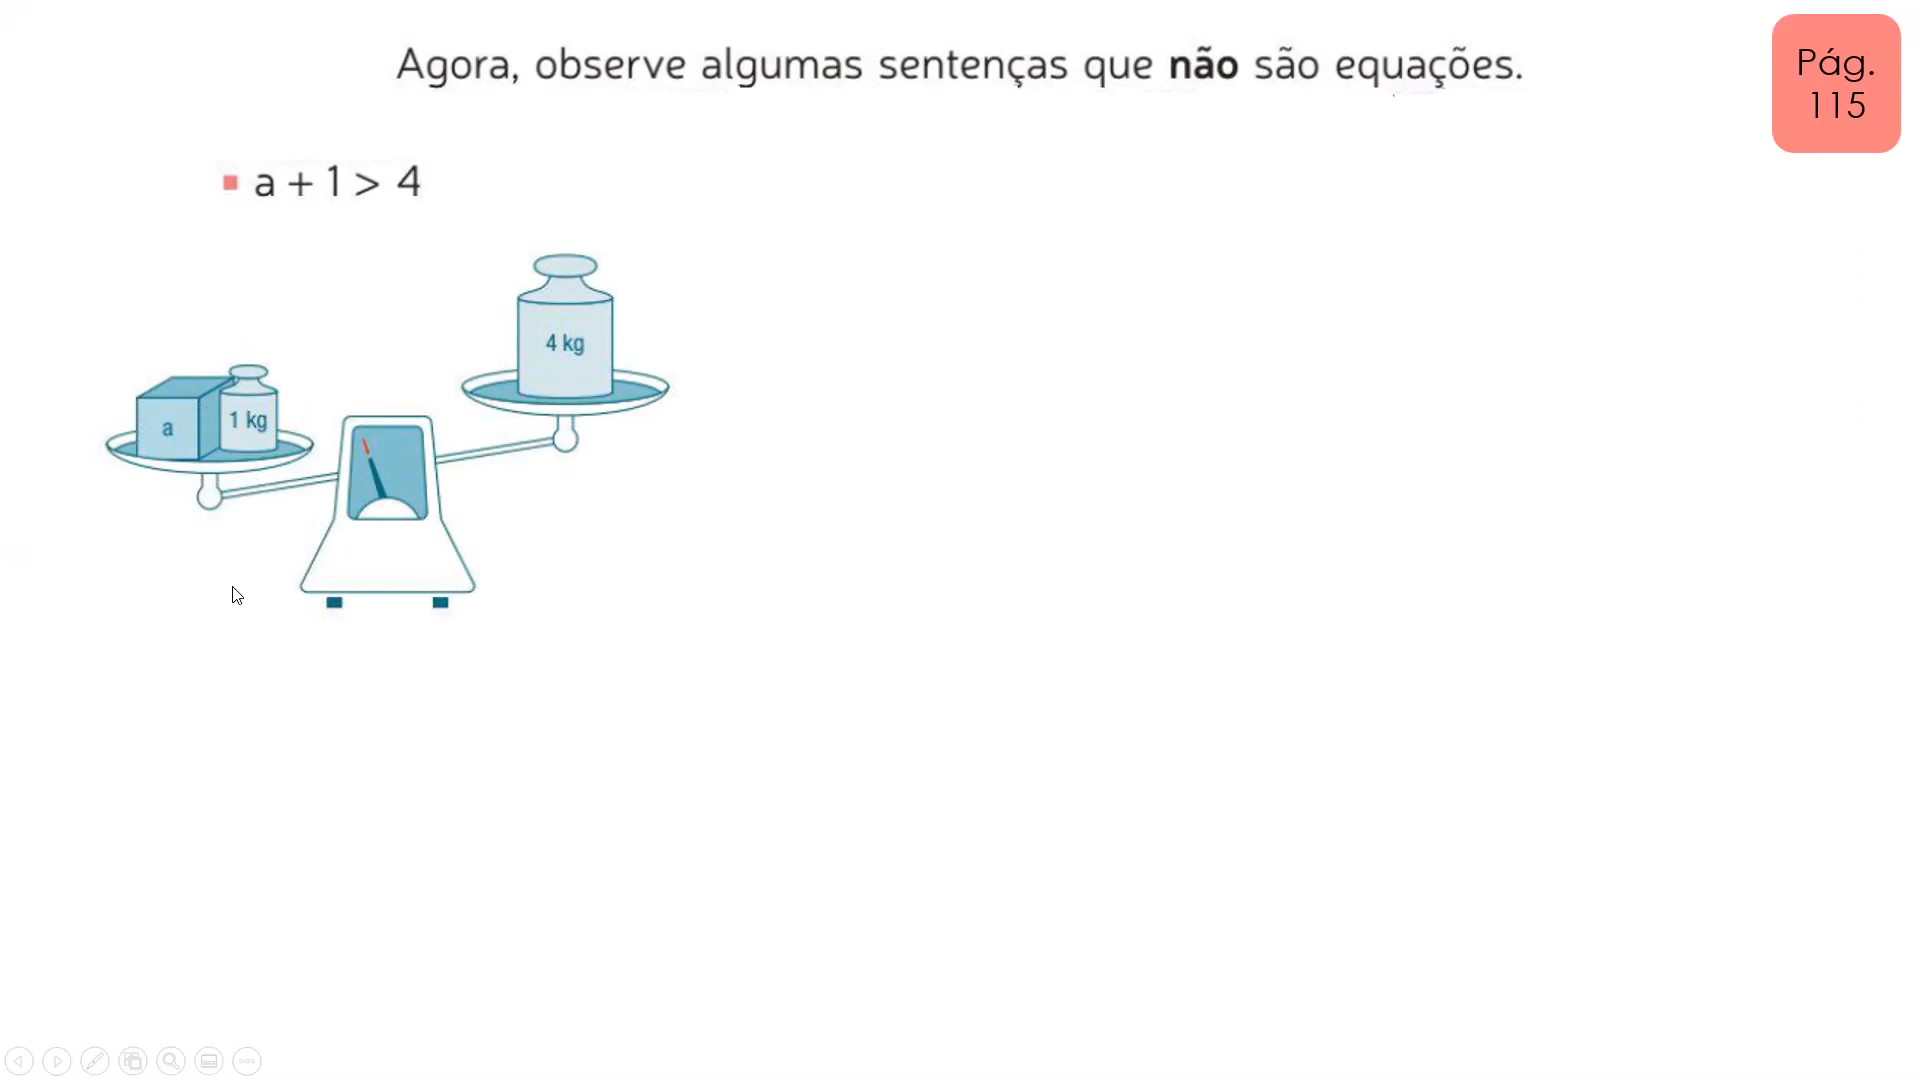 Agora, observe algumas sentenças que não são equações.
Pág.
115
a + 1 > 4
4 kg
a
1 kg